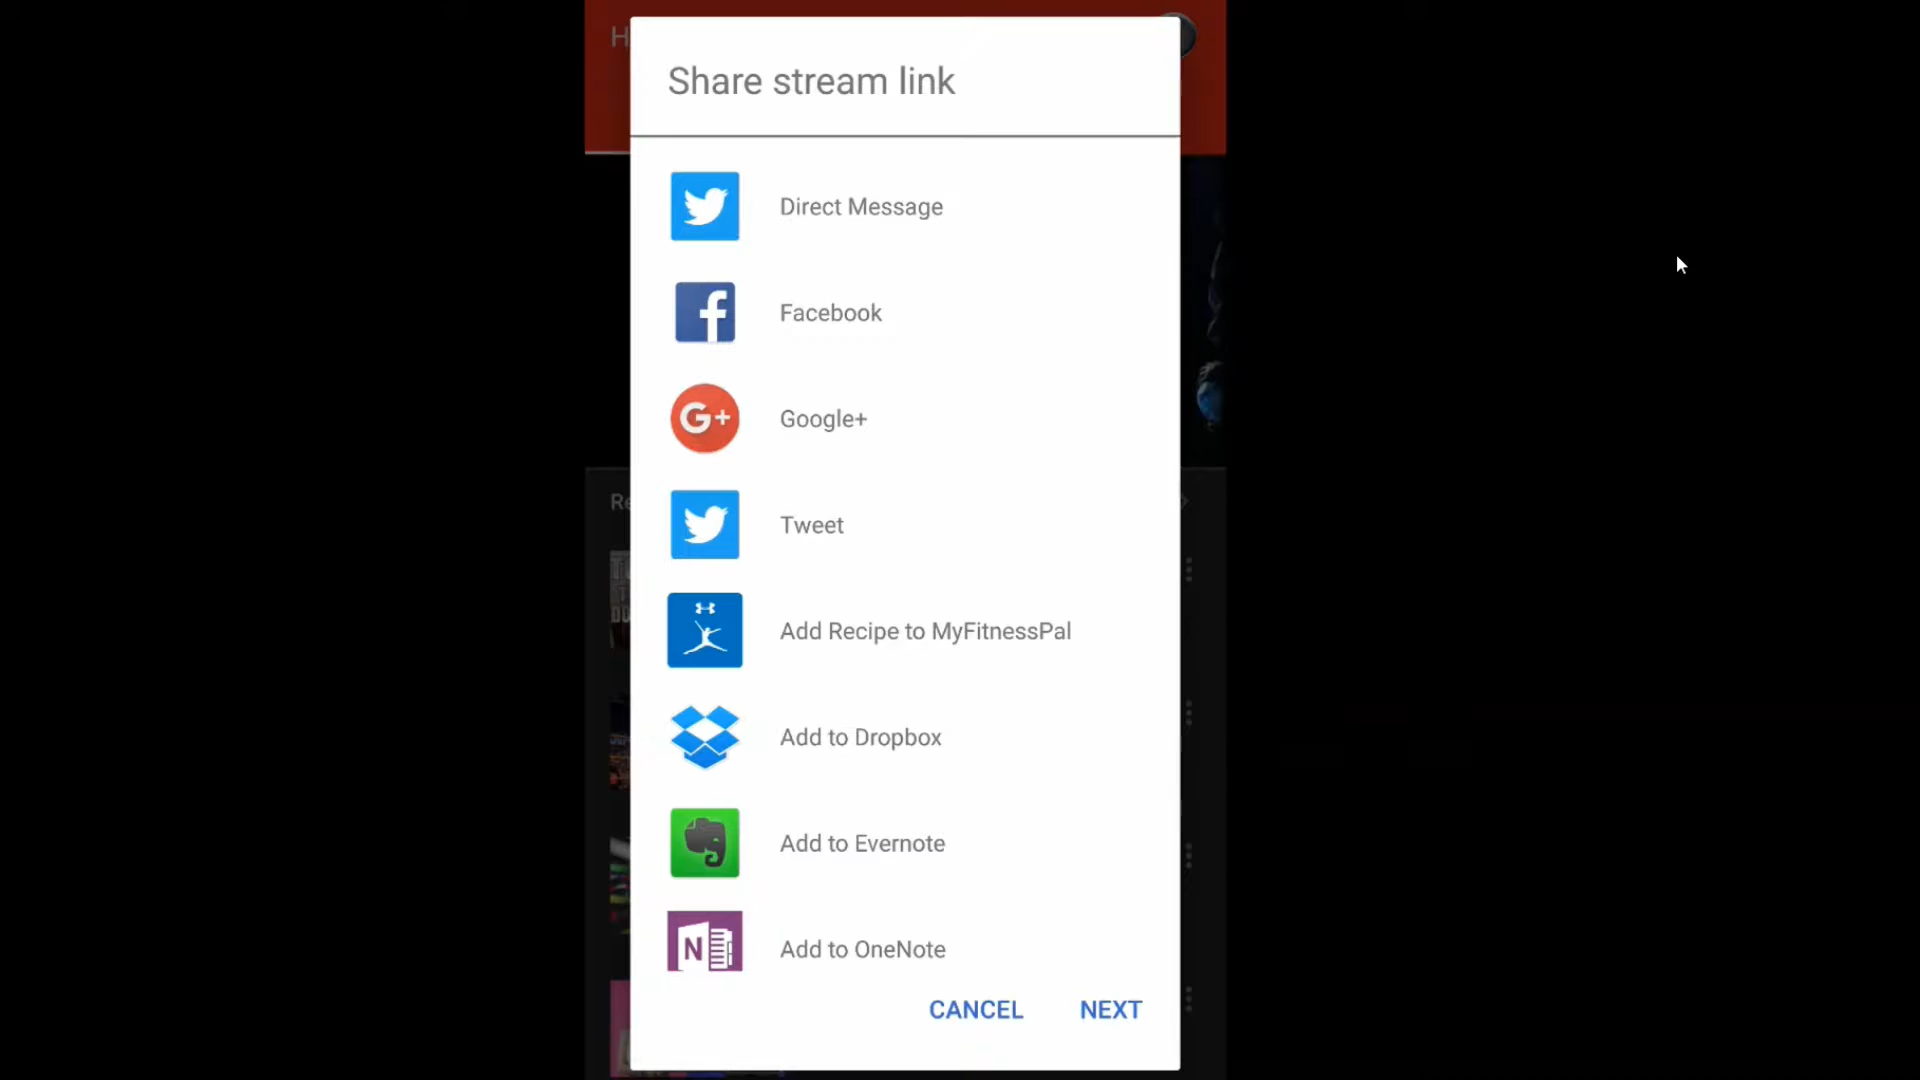 Share stream link
Direct Message
Facebook
G+
Google+
Tweet
Add Recipe to MyFitnessPal
Add to Dropbox
Add to Evernote
N
Add to OneNote
CANCEL
NEXT